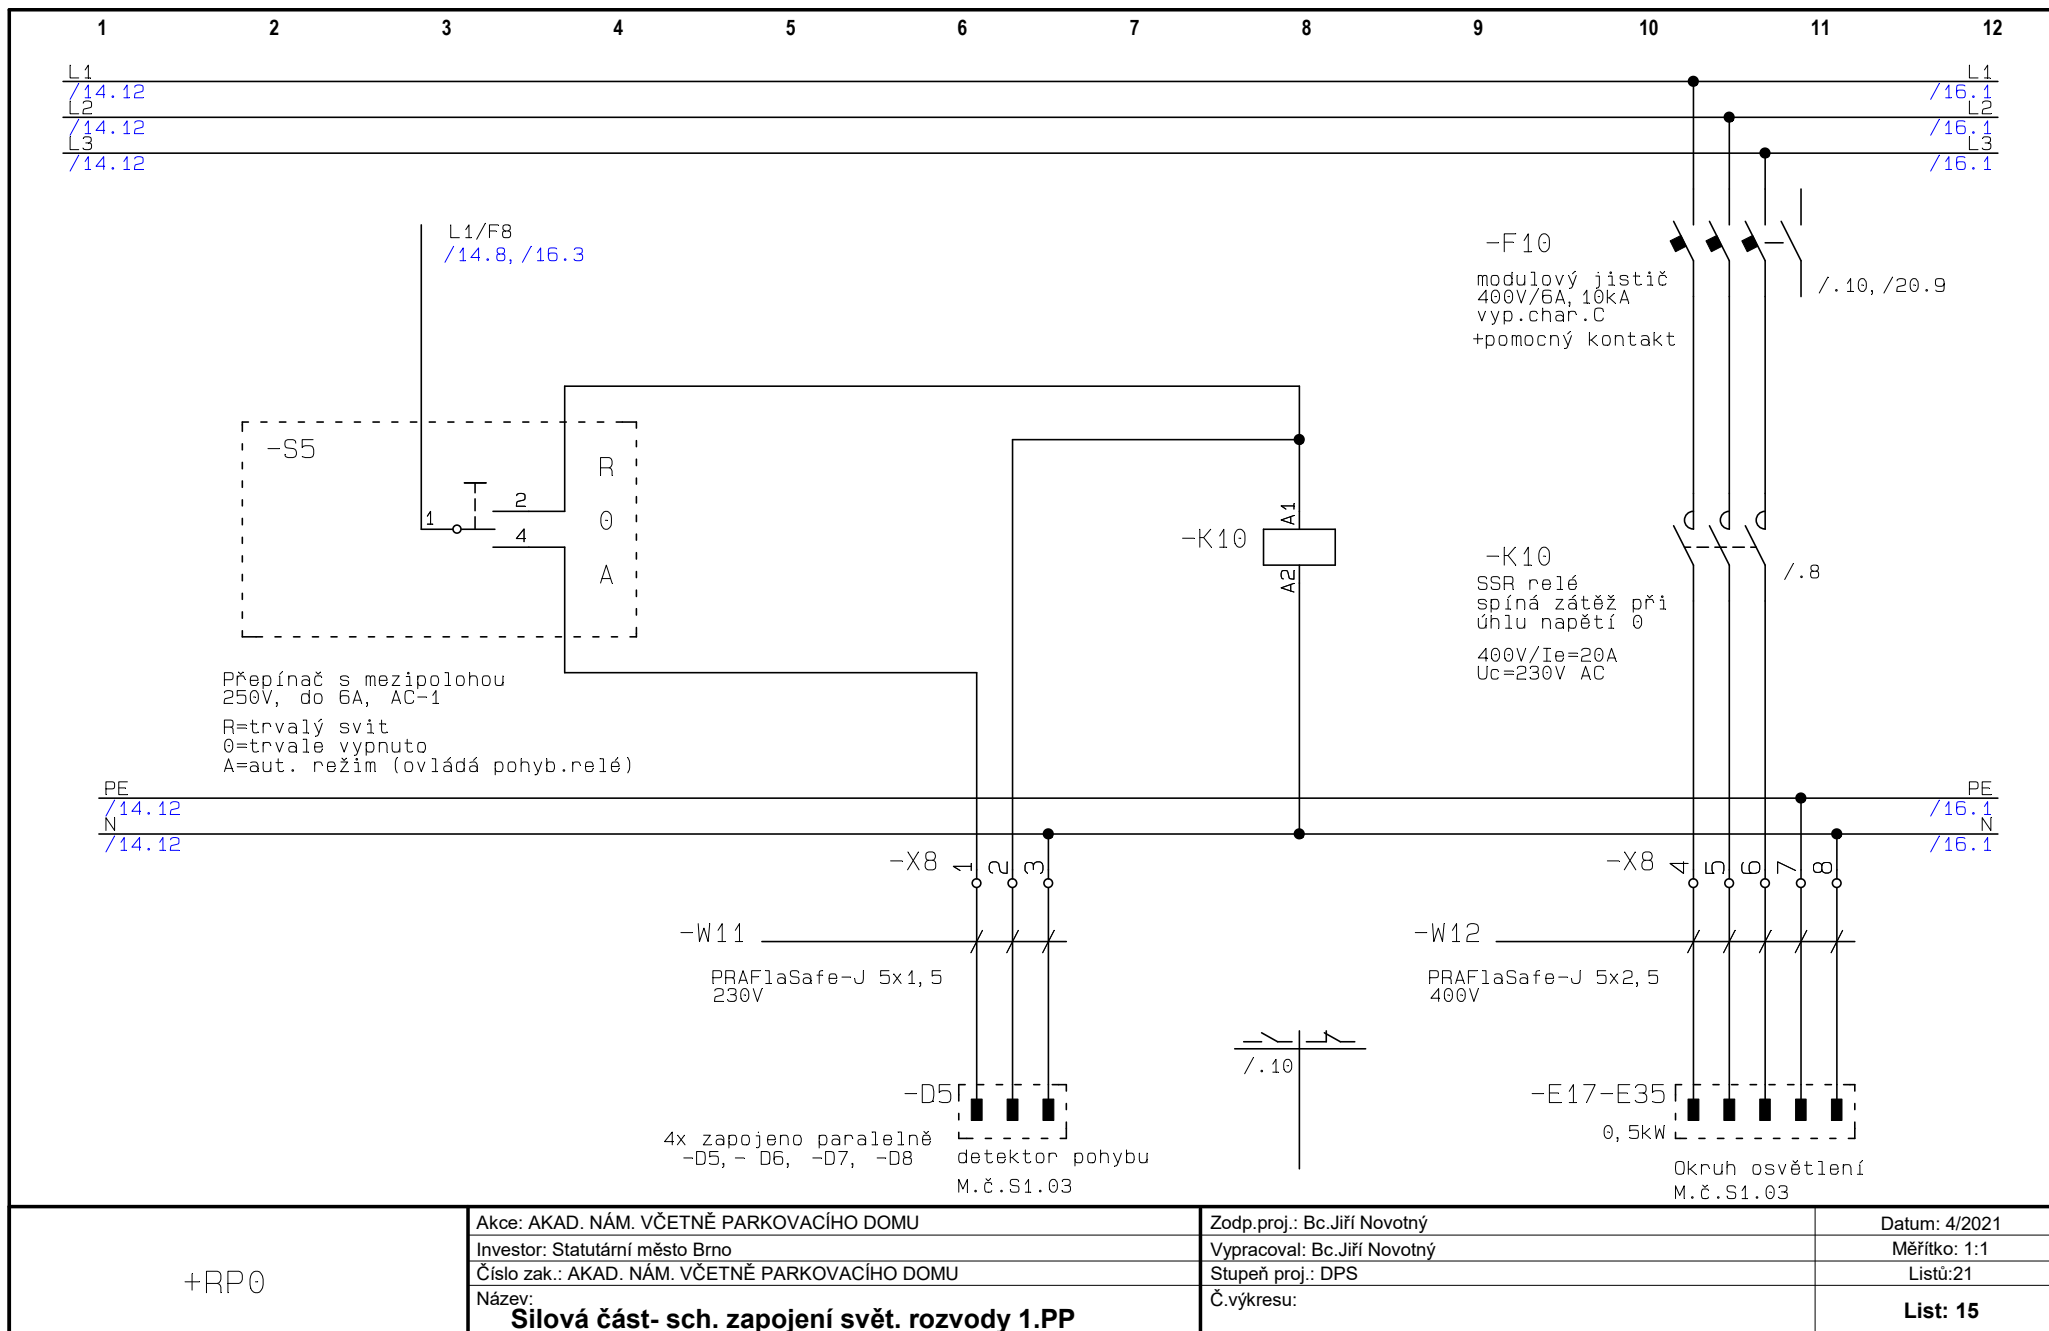 1 2 3 4 5 6 7 8 9 10 11 12
L1 L1
/14.12 /16.1
L2 L2
/14.12 /16.1
L3 L3
/14.12 /16.1
L1/F8
/14.8,/16.3
-F10
modulový jistič
400V/6A,10kA
vyp.char.C
+pomocný kontakt
/.10,/20.9
-S5
R
0
A
1
2
4
Přepínač s mezipolohou
250V, do 6A, AC-1
R=trvalý svit
0=trvale vypnuto
A=aut. režim (ovládá pohyb.relé)
-K10
A1
A2
-K10
SSR relé
spíná zátěž při
úhlu napětí 0
400V/Ie=20A
Uc=230V AC
/.8
PE PE
/14.12 /16.1
N N
/14.12 /16.1
-X8 1 2 3
-X8 4 5 6 7 8
-W11
PRAFlaSafe-J 5x1,5
230V
-W12
PRAFlaSafe-J 5x2,5
400V
/.10
-D5
4x zapojeno paralelně
-D5,- D6, -D7, -D8
detektor pohybu
M.č.S1.03
-E17-E35
0,5kW
Okruh osvětlení
M.č.S1.03
+RP0
Akce: AKAD. NÁM. VČETNĚ PARKOVACÍHO DOMU
Investor: Statutární město Brno
Číslo zak.: AKAD. NÁM. VČETNĚ PARKOVACÍHO DOMU
Název:
Silová část- sch. zapojení svět. rozvody 1.PP
Zodp.proj.: Bc.Jiří Novotný
Vypracoval: Bc.Jiří Novotný
Stupeň proj.: DPS
Č.výkresu:
Datum: 4/2021
Měřítko: 1:1
Listů:21
List: 15